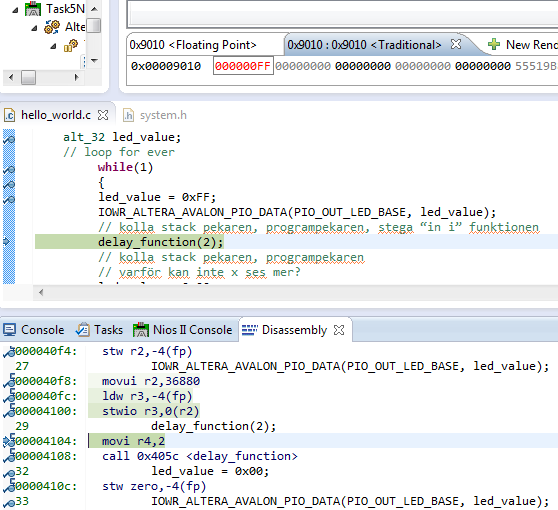 Task5N
Alte
0x9010 <Floating Point>
0x9010 : 0x9010 <Traditional>
New Rend
0x00009010 000000FF 00000000 00000000 00000000 00000000 55519B
hello_world.c
system.h
alt_32 led_value;
// loop for ever
while(1)
{
led_value = 0xFF;
IOWR_ALTERA_AVALON_PIO_DATA(PIO_OUT_LED_BASE, led_value);
// kolla stack pekaren, programpekaren, stega “in i” funktionen
delay_function(2);
// kolla stack pekaren, programpekaren
// varför kan inte x ses mer?
Console
Tasks
Nios II Console
Disassembly
000040f4: stw r2,-4(fp)
27 IOWR_ALTERA_AVALON_PIO_DATA(PIO_OUT_LED_BASE, led_value);
000040f8: movui r2,36880
000040fc: ldw r3,-4(fp)
00004100: stwio r3,0(r2)
29 delay_function(2);
00004104: movi r4,2
00004108: call 0x405c <delay_function>
32 led_value = 0x00;
0000410c: stw zero,-4(fp)
33 IOWR_ALTERA_AVALON_PIO_DATA(PIO_OUT_LED_BASE, led_value);